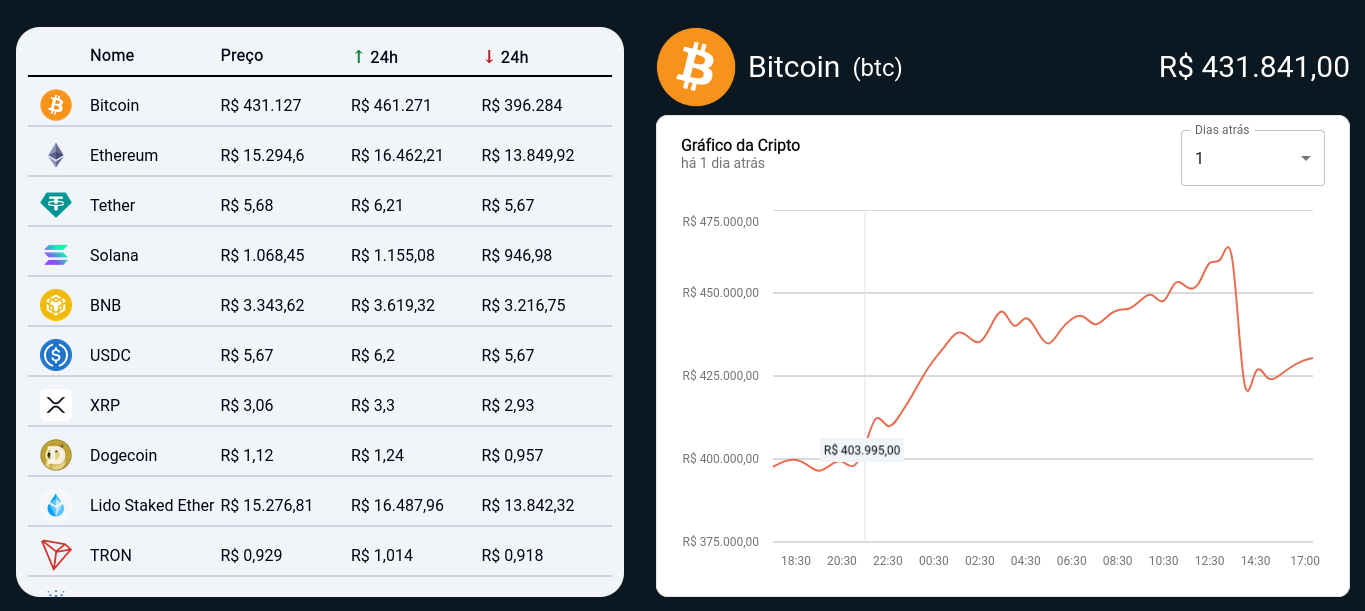 Nome Preço ↑ 24h ↓ 24h
Bitcoin R$ 431.127 R$ 461.271 R$ 396.284
Ethereum R$ 15.294,6 R$ 16.462,21 R$ 13.849,92
Tether R$ 5,68 R$ 6,21 R$ 5,67
Solana R$ 1.068,45 R$ 1.155,08 R$ 946,98
BNB R$ 3.343,62 R$ 3.619,32 R$ 3.216,75
USDC R$ 5,67 R$ 6,2 R$ 5,67
XRP R$ 3,06 R$ 3,3 R$ 2,93
Dogecoin R$ 1,12 R$ 1,24 R$ 0,957
Lido Staked Ether R$ 15.276,81 R$ 16.487,96 R$ 13.842,32
TRON R$ 0,929 R$ 1,014 R$ 0,918
Bitcoin (btc) R$ 431.841,00
Gráfico da Cripto
há 1 dia atrás
Dias atrás
1
R$ 475.000,00
R$ 450.000,00
R$ 425.000,00
R$ 403.995,00
R$ 400.000,00
R$ 375.000,00
18:30 20:30 22:30 00:30 02:30 04:30 06:30 08:30 10:30 12:30 14:30 17:00